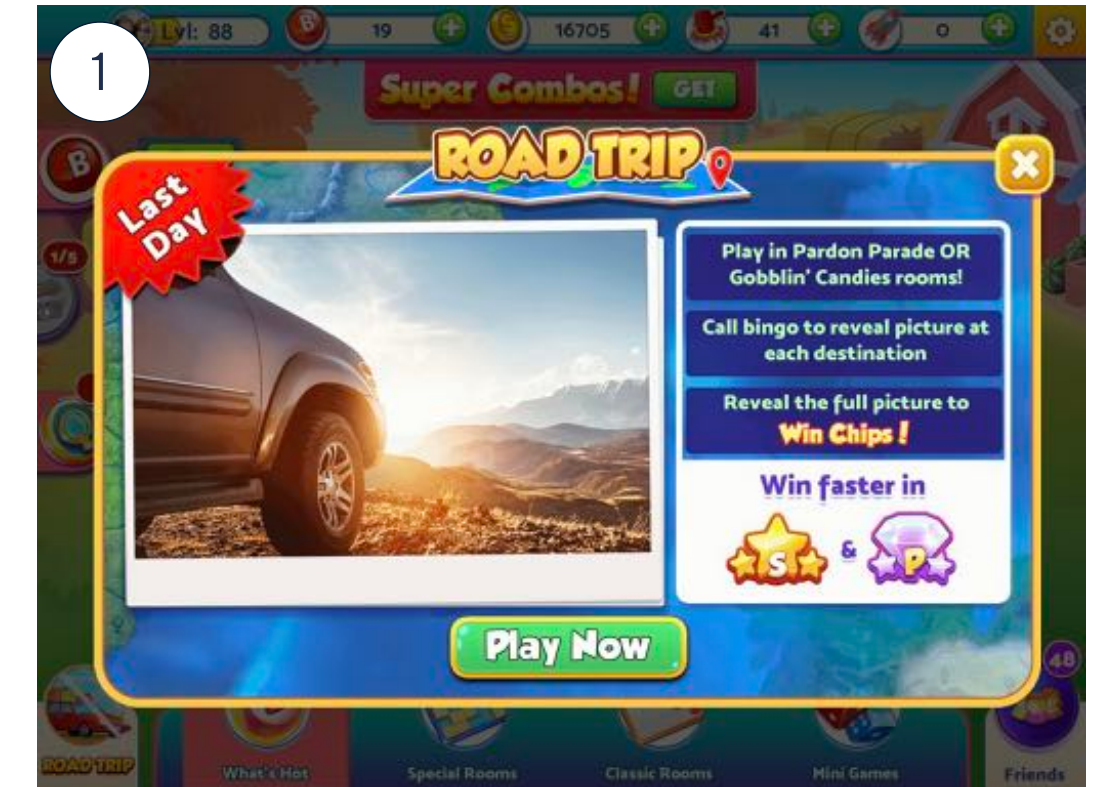 1
Lvl: 88
B
19
16705
41
0
Super Combos!
GET
ROAD TRIP
Last
Day
B
1/5
Play in Pardon Parade OR
Gobblin' Candies rooms!
Call bingo to reveal picture at
each destination
Reveal the full picture to
Win Chips!
Win faster in
S & P
Play Now
48
ROAD TRIP
What's Hot
Special Rooms
Classic Rooms
Mini Games
Friends